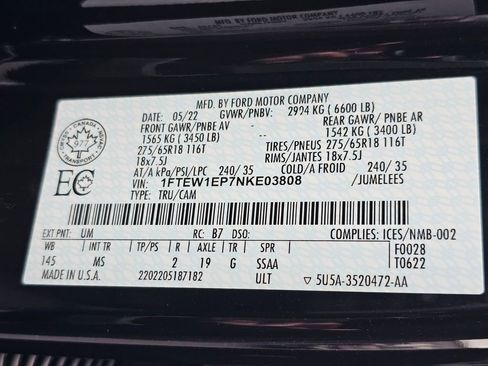 MFD. BY FORD MOTOR COMPANY
DATE: 05/22 GVWR/PNBV: 2994 KG ( 6600 LB)
FRONT GAWR/PNBE AV REAR GAWR / PNBE AR
1565 KG ( 3450 LB) 1542 KG ( 3400 LB)
275/65R18 116T TIRES/PNEUS 275/65R18 116T
18x7.5J RIMS/JANTES 18x7.5J
AT/A kPa/PSI/LPC 240/ 35 COLD/A FROID 240/ 35
VIN: 1FTEW1EP7NKE03808 /JUMELEES
TYPE: TRU/CAM
CANADA
977
EC
EXT PNT: UM RC: B7 DSO: COMPLIES: ICES/NMB-002
WB INT TR TP/PS R AXLE TR SPR F0028
145 MS 2 19 G SSAA T0622
MADE IN U.S.A. 2202205187182 ULT 5U5A-3520472-AA